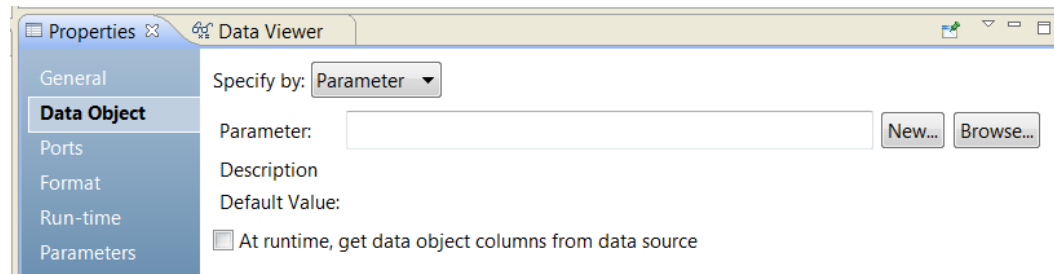 Properties Data Viewer
General
Data Object
Ports
Format
Run-time
Parameters
Specify by: Parameter
Parameter: New... Browse...
Description
Default Value:
At runtime, get data object columns from data source